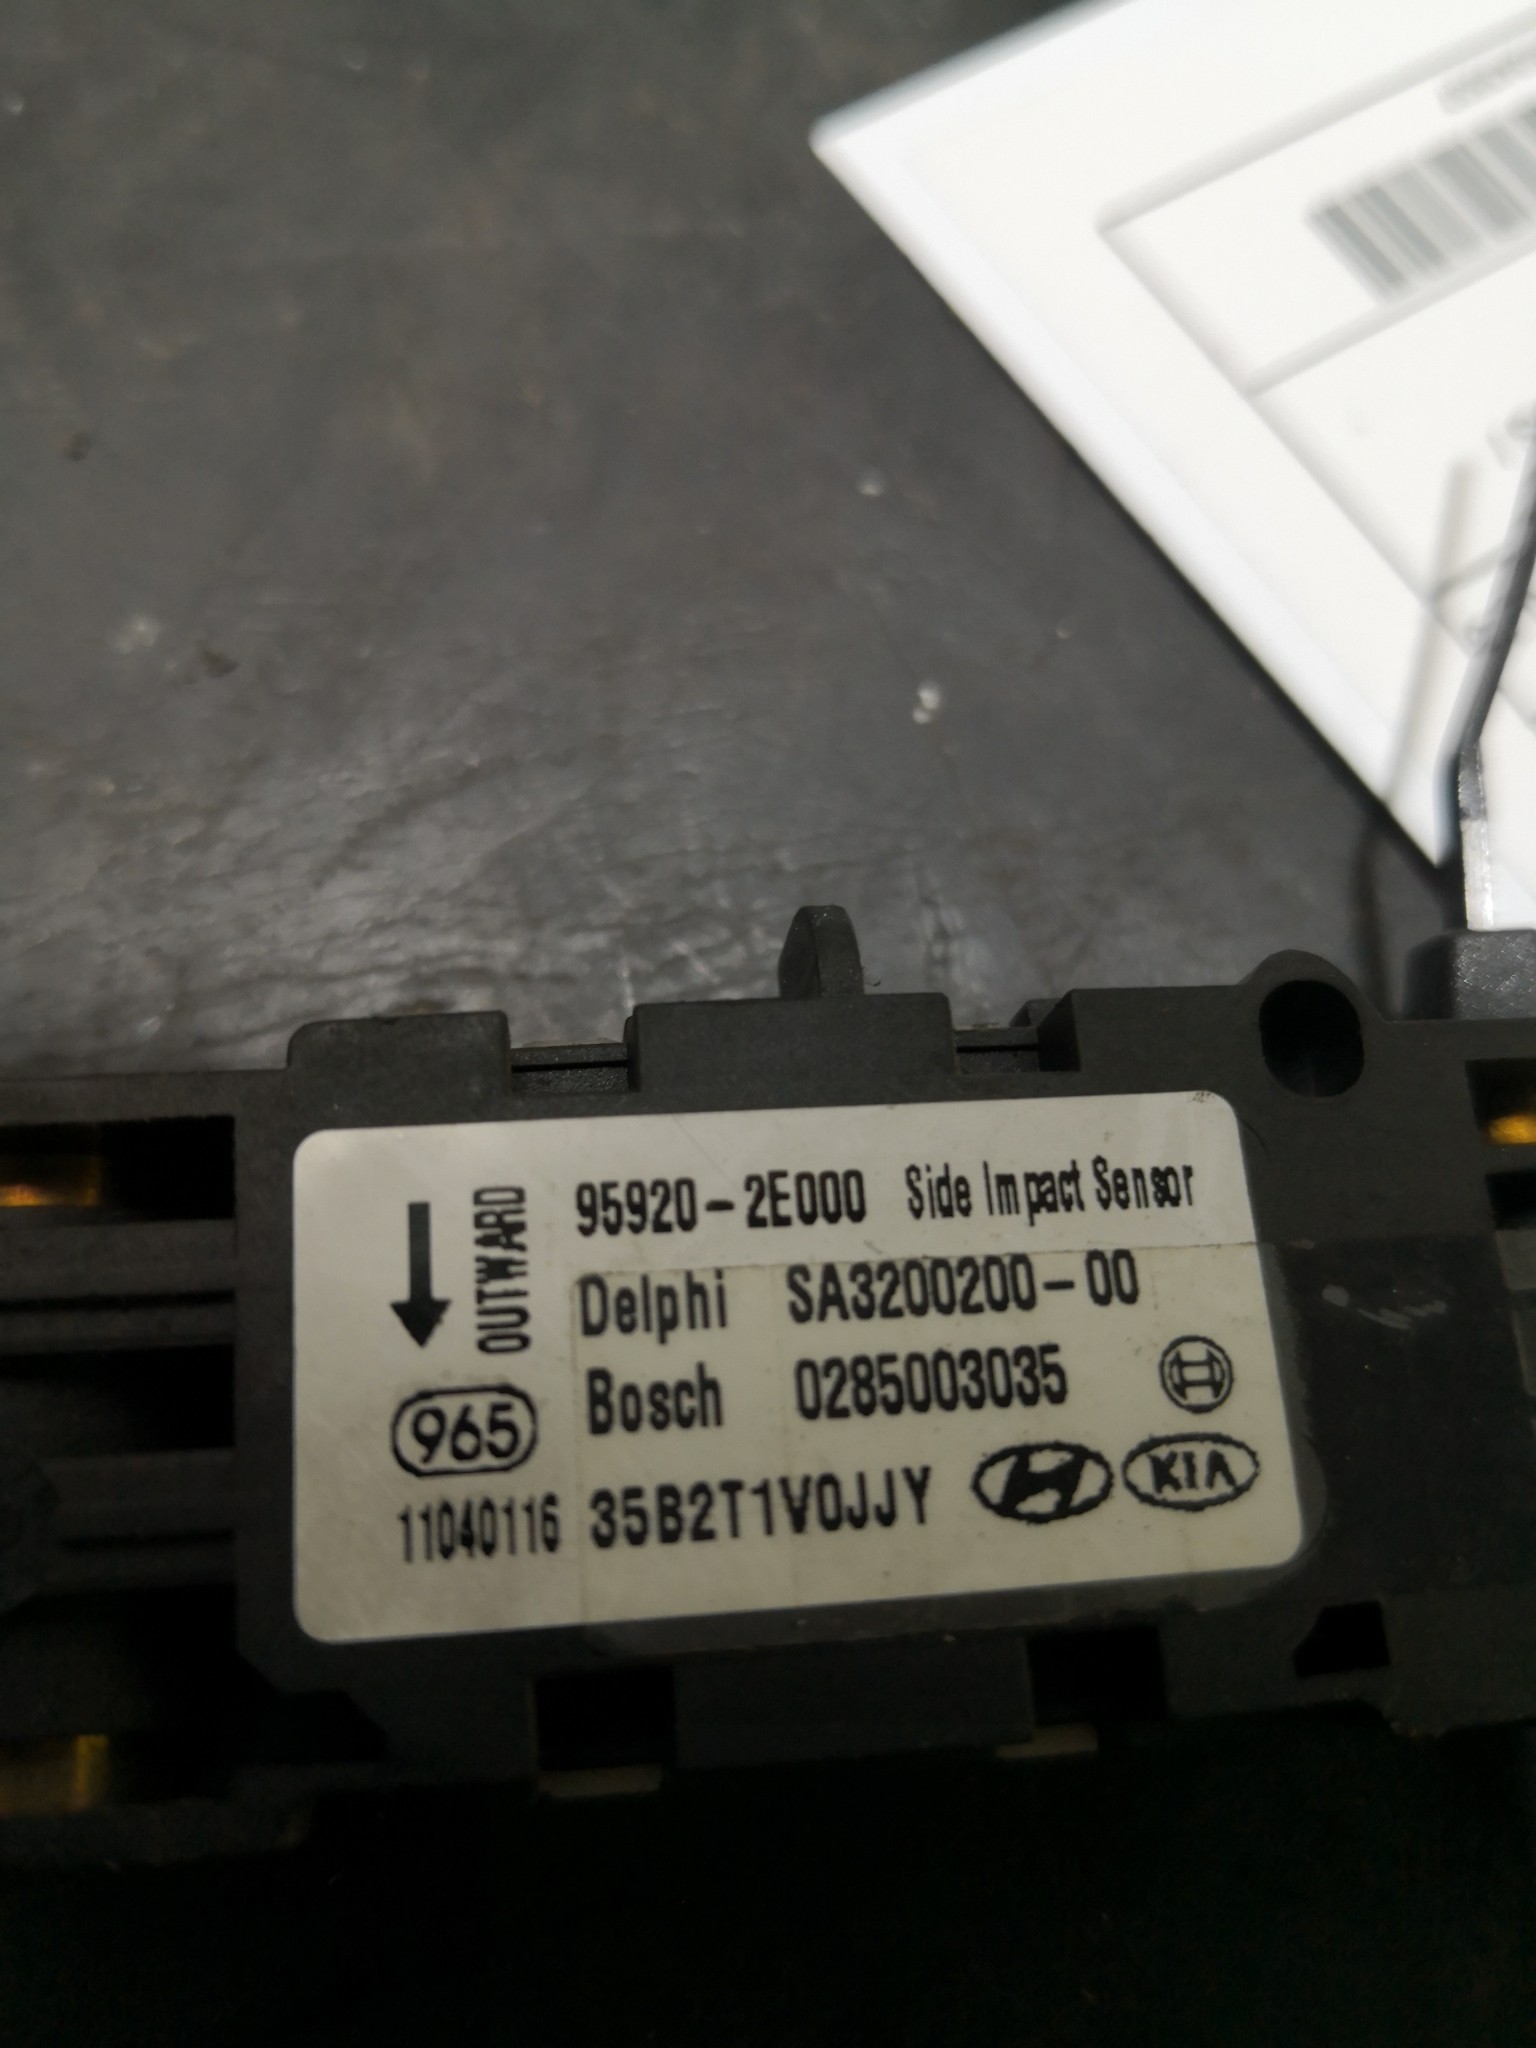 OUTWARD
95920-2E000 Side Impact Sensor
Delphi SA3200200-00
Bosch 0285003035
965
11040116 35B2T1V0JJY
KIA